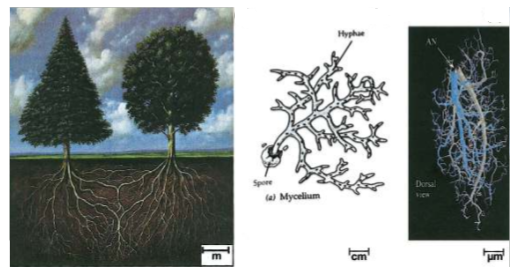 m
Hyphae
Spore
(a) Mycelium
cm
AN
Dorsal
view
μm